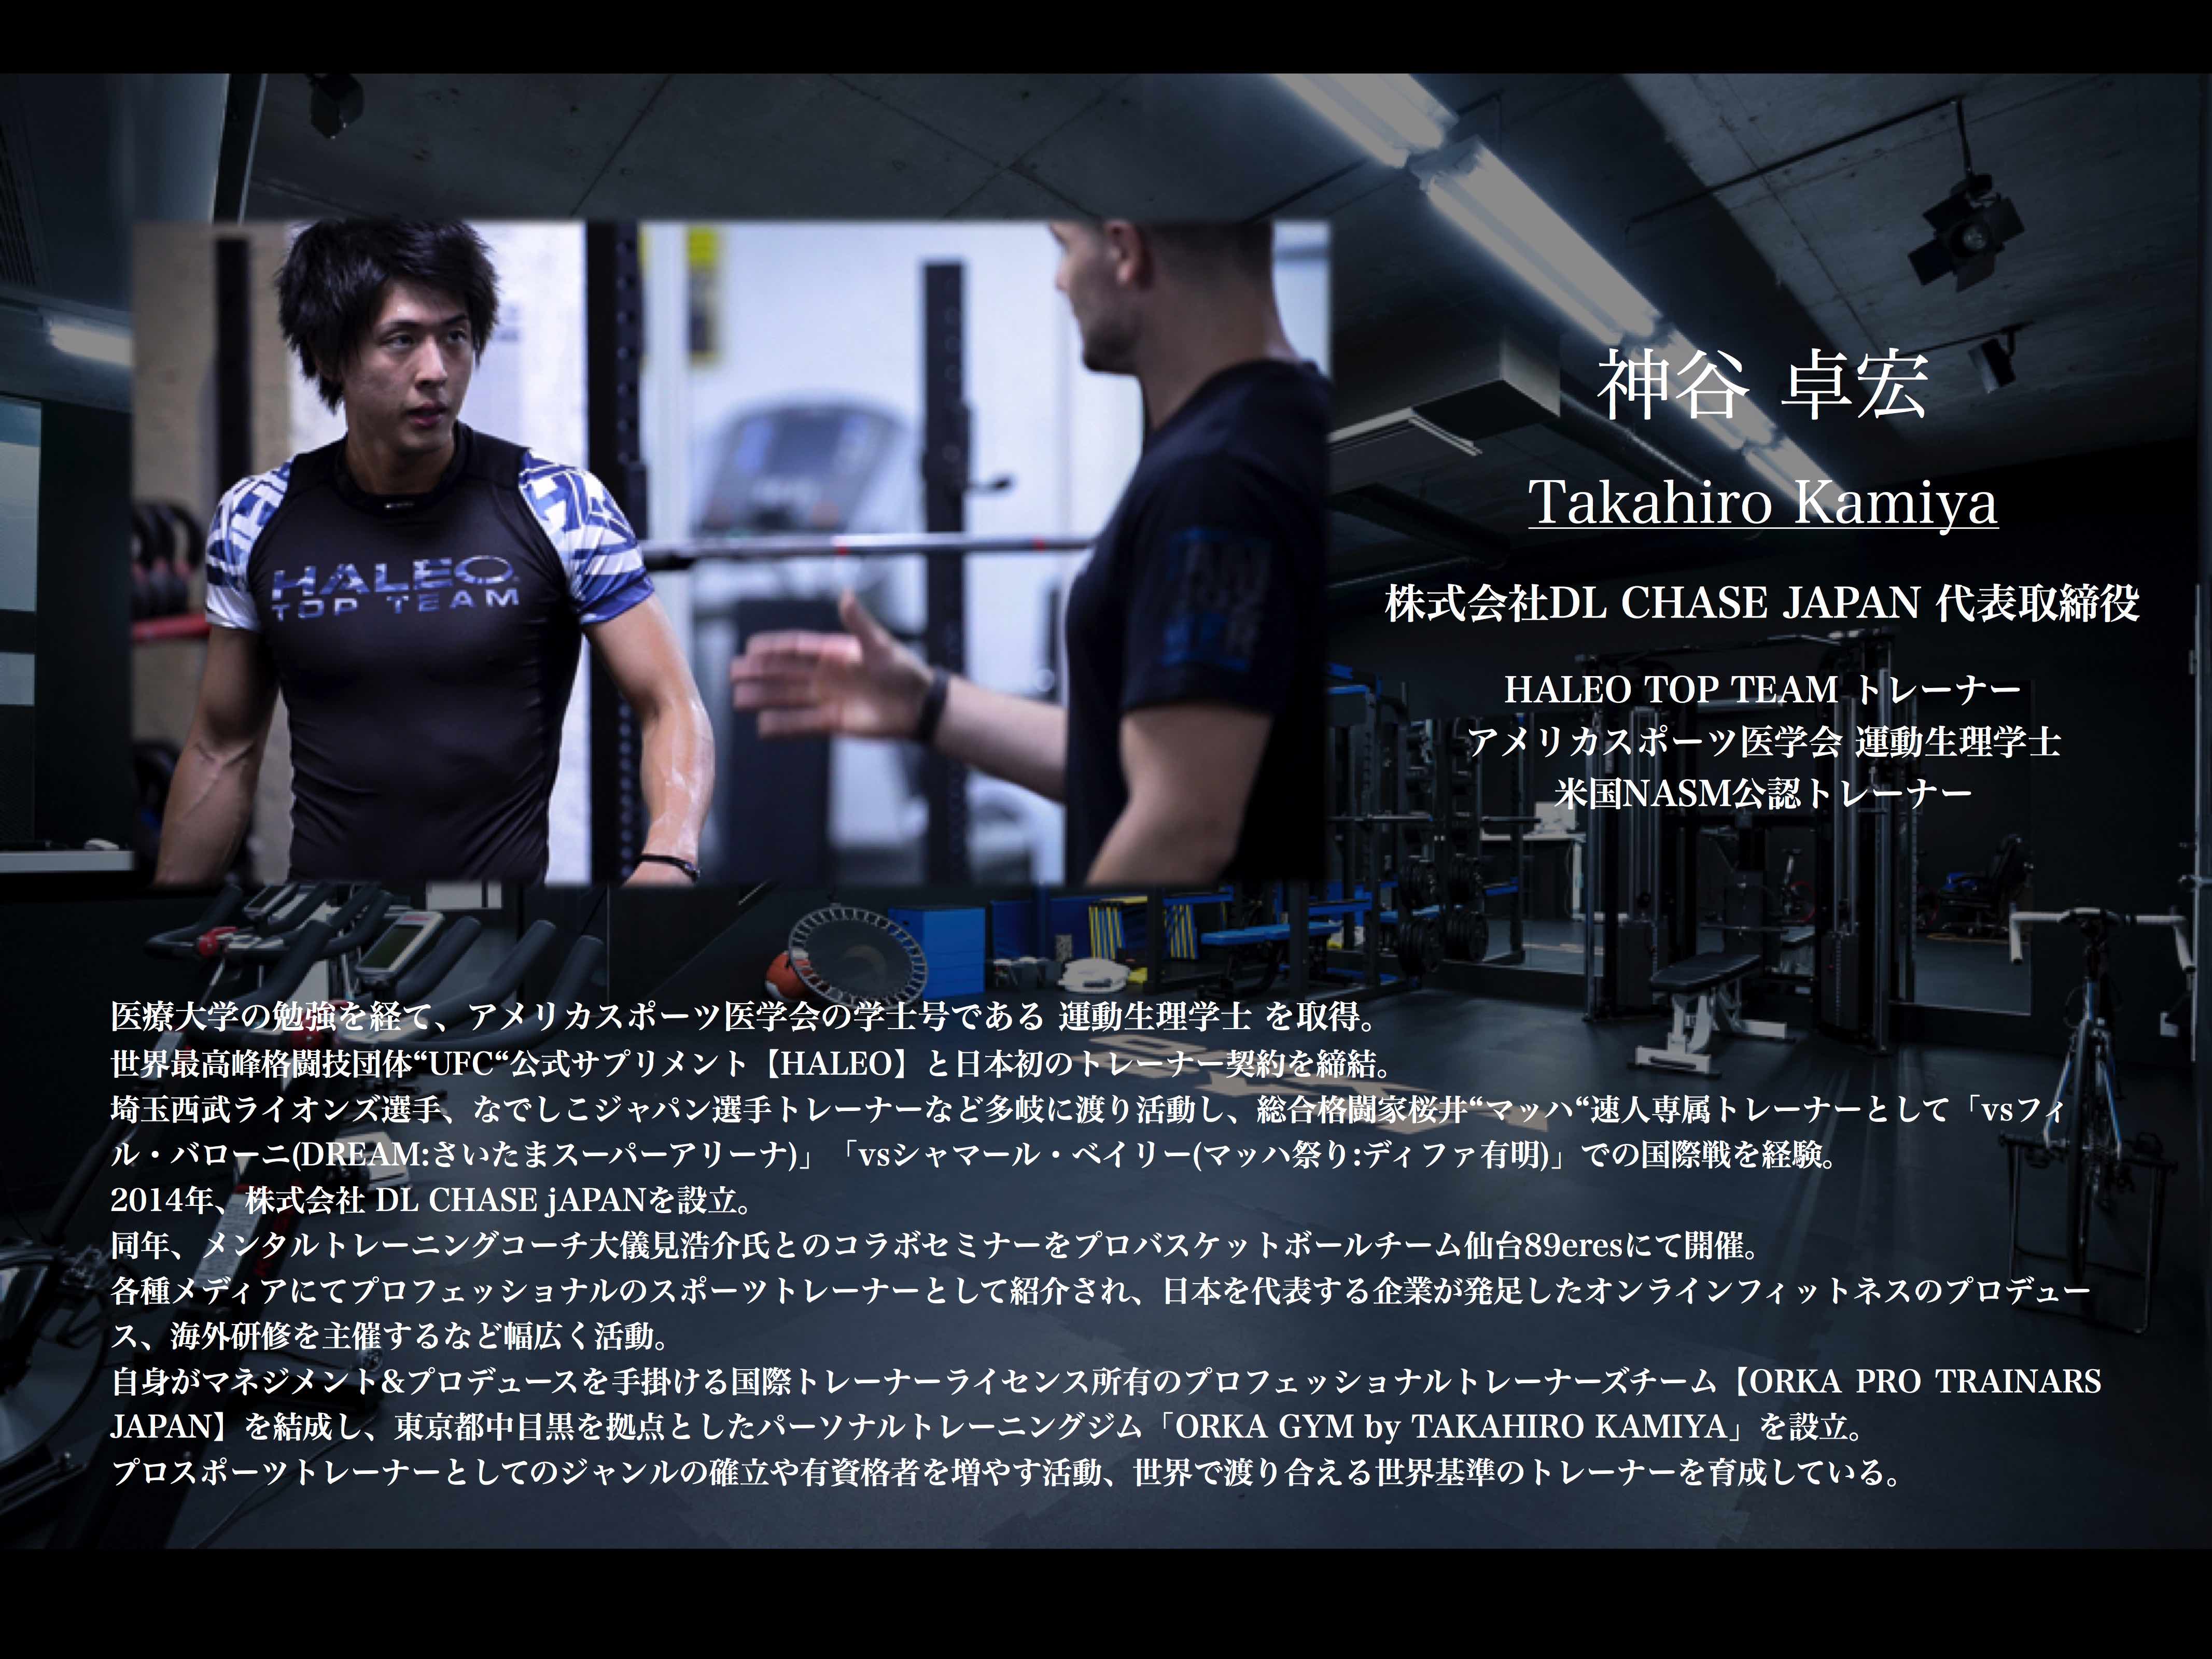 HALEO
TOP TEAM
神谷 卓宏
Takahiro Kamiya
株式会社DL CHASE JAPAN 代表取締役
HALEO TOP TEAM トレーナー
アメリカスポーツ医学会 運動生理学士
米国NASM公認トレーナー
医療大学の勉強を経て、アメリカスポーツ医学会の学士号である 運動生理学士 を取得。
世界最高峰格闘技団体“UFC“公式サプリメント【HALEO】と日本初のトレーナー契約を締結。
埼玉西武ライオンズ選手、なでしこジャパン選手トレーナーなど多岐に渡り活動し、総合格闘家桜井“マッハ“速人専属トレーナーとして「vsフィ
ル・バローニ(DREAM:さいたまスーパーアリーナ)」「vsシャマール・ベイリー(マッハ祭り:ディファ有明)」での国際戦を経験。
2014年、株式会社 DL CHASE jAPANを設立。
同年、メンタルトレーニングコーチ大儀見浩介氏とのコラボセミナーをプロバスケットボールチーム仙台89eresにて開催。
各種メディアにてプロフェッショナルのスポーツトレーナーとして紹介され、日本を代表する企業が発足したオンラインフィットネスのプロデュー
ス、海外研修を主催するなど幅広く活動。
自身がマネジメント&プロデュースを手掛ける国際トレーナーライセンス所有のプロフェッショナルトレーナーズチーム【ORKA PRO TRAINARS
JAPAN】を結成し、東京都中目黒を拠点としたパーソナルトレーニングジム「ORKA GYM by TAKAHIRO KAMIYA」を設立。
プロスポーツトレーナーとしてのジャンルの確立や有資格者を増やす活動、世界で渡り合える世界基準のトレーナーを育成している。